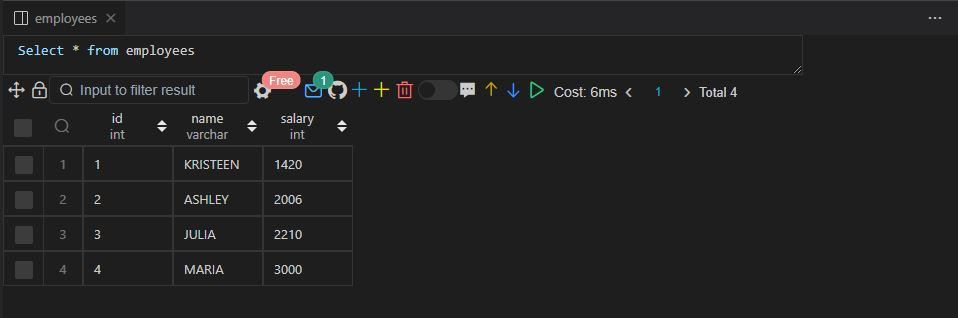 employees
Select * from employees
Input to filter result Free 1 Cost: 6ms 1 Total 4
id name salary
int varchar int
1 1 KRISTEEN 1420
2 2 ASHLEY 2006
3 3 JULIA 2210
4 4 MARIA 3000